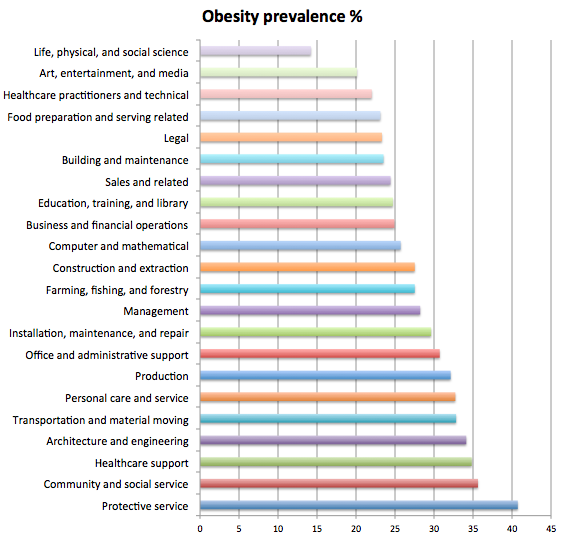 Obesity prevalence %
Life, physical, and social science
Art, entertainment, and media
Healthcare practitioners and technical
Food preparation and serving related
Legal
Building and maintenance
Sales and related
Education, training, and library
Business and financial operations
Computer and mathematical
Construction and extraction
Farming, fishing, and forestry
Management
Installation, maintenance, and repair
Office and administrative support
Production
Personal care and service
Transportation and material moving
Architecture and engineering
Healthcare support
Community and social service
Protective service
0 5 10 15 20 25 30 35 40 45